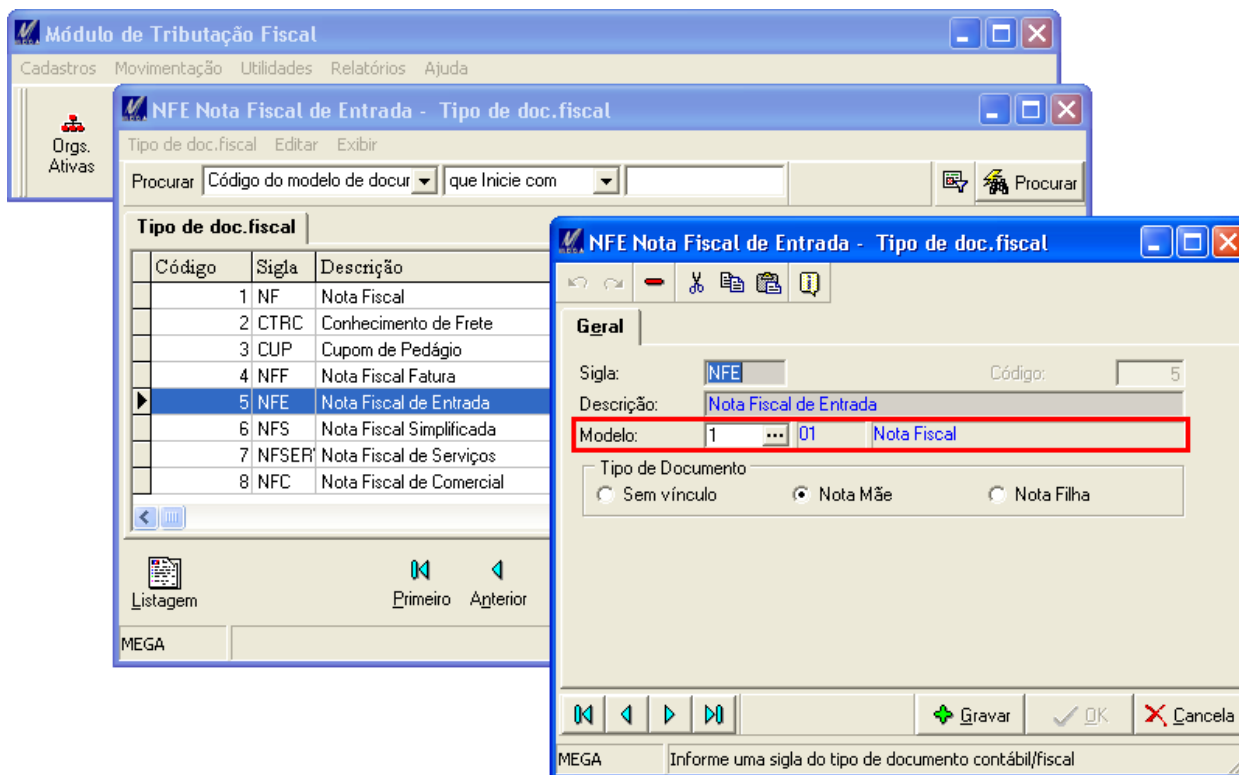 Módulo de Tributação Fiscal
Cadastros Movimentação Utilidades Relatórios Ajuda
Orgs. Ativas
NFE Nota Fiscal de Entrada - Tipo de doc.fiscal
Tipo de doc.fiscal Editar Exibir
Procurar Código do modelo de docur que Inicie com Procurar
Tipo de doc.fiscal
Código Sigla Descrição
1 NF Nota Fiscal
2 CTRC Conhecimento de Frete
3 CUP Cupom de Pedágio
4 NFF Nota Fiscal Fatura
5 NFE Nota Fiscal de Entrada
6 NFS Nota Fiscal Simplificada
7 NFSER Nota Fiscal de Serviços
8 NFC Nota Fiscal de Comercial
Listagem Primeiro Anterior
MEGA
NFE Nota Fiscal de Entrada - Tipo de doc.fiscal
Geral
Sigla: NFE Código: 5
Descrição: Nota Fiscal de Entrada
Modelo: 1 ... 01 Nota Fiscal
Tipo de Documento
Sem vínculo Nota Mãe Nota Filha
Gravar OK Cancela
MEGA Informe uma sigla do tipo de documento contábil/fiscal